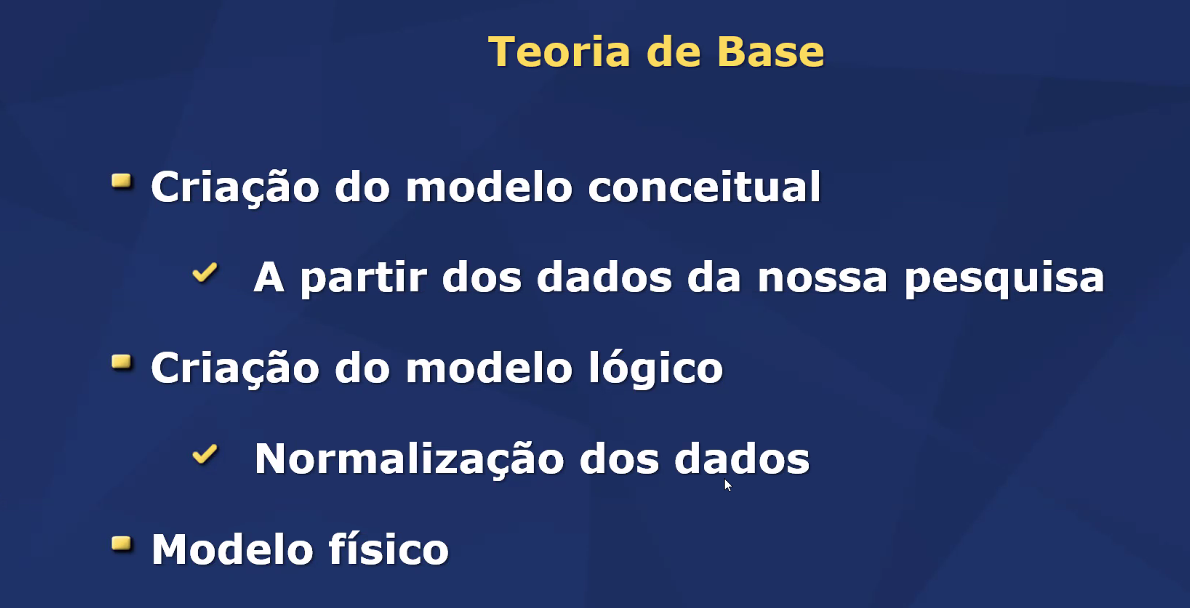 Teoria de Base
Criação do modelo conceitual
A partir dos dados da nossa pesquisa
Criação do modelo lógico
Normalização dos dados
Modelo físico